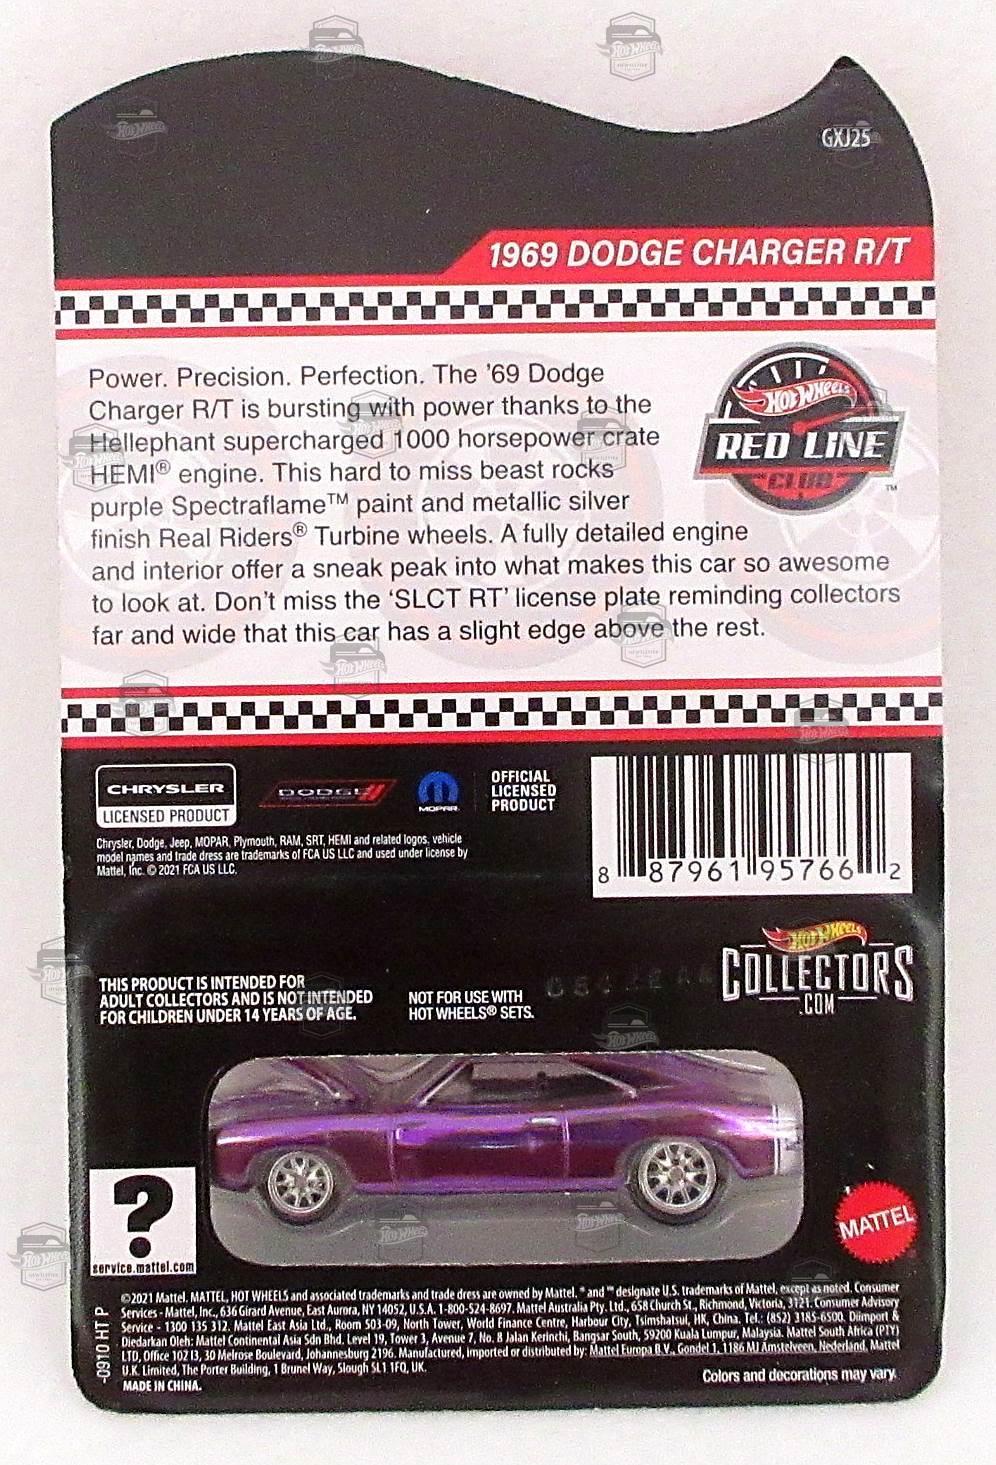 GXJ25
1969 DODGE CHARGER R/T
Power. Precision. Perfection. The '69 Dodge
Charger R/T is bursting with power thanks to the
Hellephant supercharged 1000 horsepower crate
HEMI® engine. This hard to miss beast rocks
purple Spectraflame™ paint and metallic silver
finish Real Riders® Turbine wheels. A fully detailed engine
and interior offer a sneak peak into what makes this car so awesome
to look at. Don't miss the 'SLCT RT' license plate reminding collectors
far and wide that this car has a slight edge above the rest.
HOT WHEELS
RED LINE
CLUB
™
CHRYSLER
LICENSED PRODUCT
DODGE
MOPAR
OFFICIAL
LICENSED
PRODUCT
Chrysler, Dodge, Jeep, MOPAR, Plymouth, RAM, SRT, HEMI and related logos, vehicle
model names and trade dress are trademarks of FCA US LLC and used under license by
Mattel, Inc. © 2021 FCA US LLC.
8 87961 95766 2
HOT WHEELS
COLLECTORS
.COM
THIS PRODUCT IS INTENDED FOR
ADULT COLLECTORS AND IS NOT INTENDED
FOR CHILDREN UNDER 14 YEARS OF AGE.
NOT FOR USE WITH
HOT WHEELS® SETS.
?
service.mattel.com
MATTEL
-0910 HT P
©2021 Mattel. MATTEL, HOT WHEELS and associated trademarks and trade dress are owned by Mattel. ® and ™ designate U.S. trademarks of Mattel, except as noted. Consumer
Services - Mattel, Inc., 636 Girard Avenue, East Aurora, NY 14052, U.S.A. 1-800-524-8697. Mattel Australia Pty. Ltd., 658 Church St., Richmond, Victoria, 3121. Consumer Advisory
Service - 1300 135 312. Mattel East Asia Ltd., Room 503-09, North Tower, World Finance Centre, Harbour City, Tsimshatsui, HK, China. Tel.: (852) 3185-6500. Diimport &
Diedarkan Oleh: Mattel Continental Asia Sdn Bhd. Level 19, Tower 3, Avenue 7, No. 8 Jalan Kerinchi, Bangsar South, 59200 Kuala Lumpur, Malaysia. Mattel South Africa (PTY)
LTD, Office 102 I3, 30 Melrose Boulevard, Johannesburg 2196. Manufactured, imported or distributed by: Mattel Europa B.V., Gondel 1, 1186 MJ Amstelveen, Nederland. Mattel
U.K. Limited, The Porter Building, 1 Brunel Way, Slough SL1 1FQ, UK.
MADE IN CHINA.
Colors and decorations may vary.